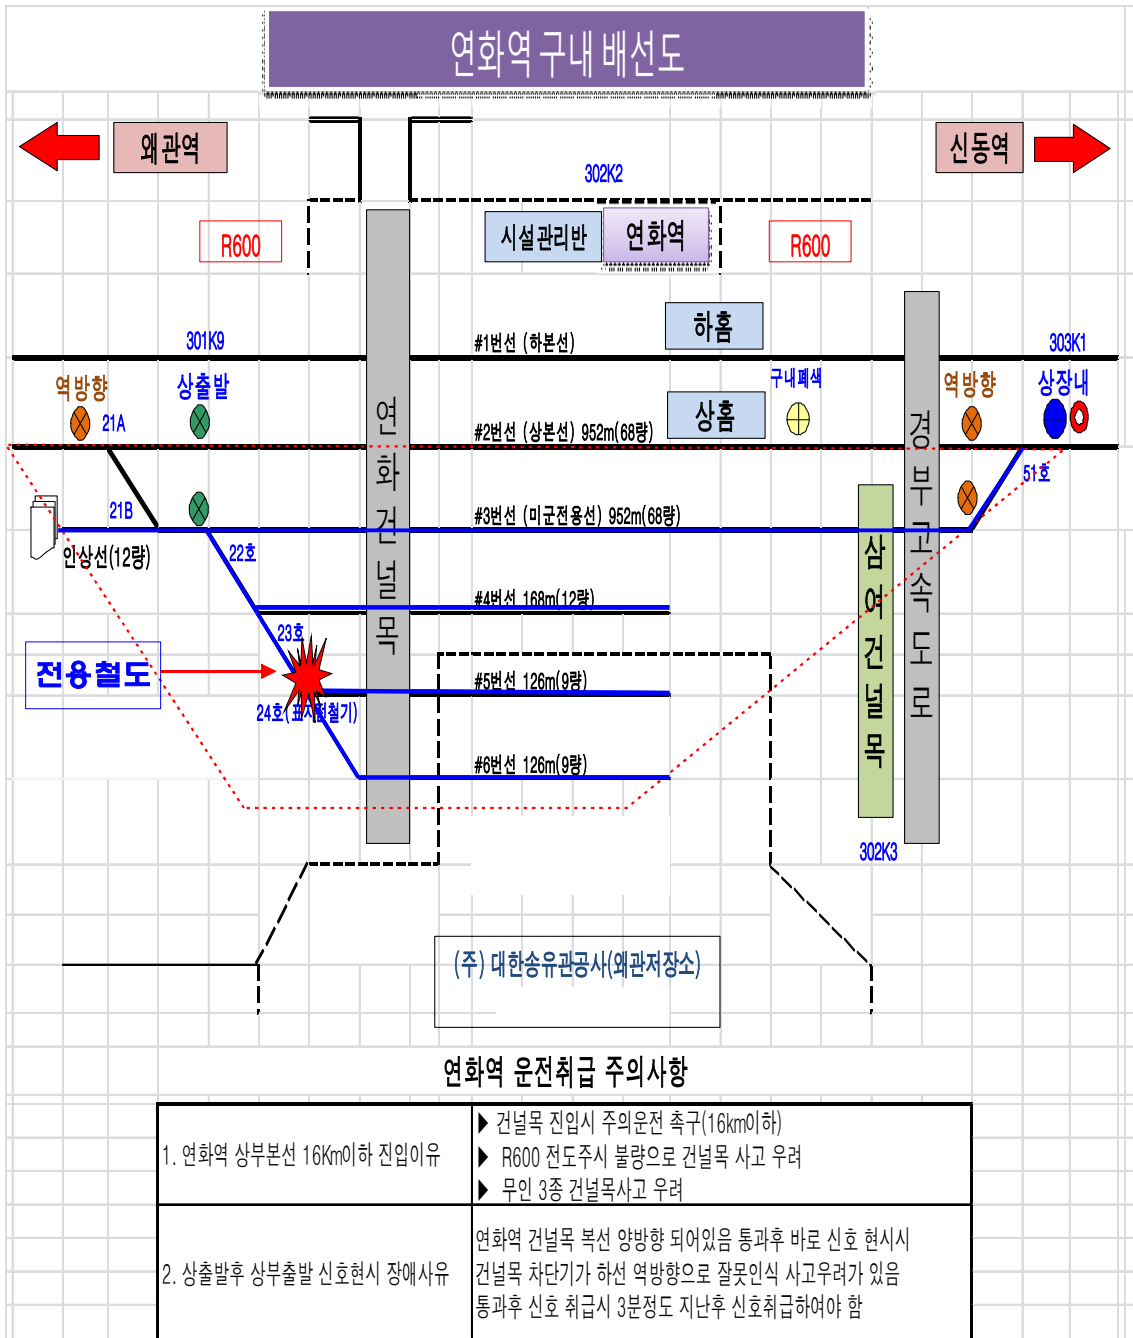 연화역 구내 배선도
왜관역
신동역
302K2
R600
시설관리반
연화역
R600
하홈
301K9
#1번선 (하본선)
303K1
역방향
상출발
구내폐색
역방향
상장내
21A
상홈
#2번선 (상본선) 952m(68량)
51호
21B
#3번선 (미군전용선) 952m(68량)
인상선(12량)
22호
연화건널목
경부고속도로
삼여건널목
#4번선 168m(12량)
23호
전용철도
#5번선 126m(9량)
24호(표지전철기)
#6번선 126m(9량)
302K3
(주) 대한송유관공사(왜관저장소)
연화역 운전취급 주의사항
1. 연화역 상부본선 16Km이하 진입이유
▶ 건널목 진입시 주의운전 촉구(16km이하)
▶ R600 전도주시 불량으로 건널목 사고 우려
▶ 무인 3종 건널목사고 우려
2. 상출발후 상부출발 신호현시 장애사유
연화역 건널목 복선 양방향 되어있음 통과후 바로 신호 현시시
건널목 차단기가 하선 역방향으로 잘못인식 사고우려가 있음
통과후 신호 취급시 3분정도 지난후 신호취급하여야 함